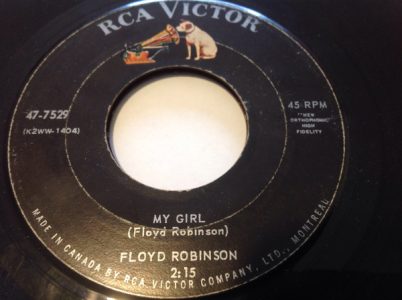 RCA VICTOR
47-7529
(K2WW-1404)
45 RPM
"NEW
ORTHOPHONIC"
HIGH
FIDELITY
MY GIRL
(Floyd Robinson)
FLOYD ROBINSON
2:15
MADE IN CANADA BY RCA VICTOR COMPANY, LTD., MONTREAL